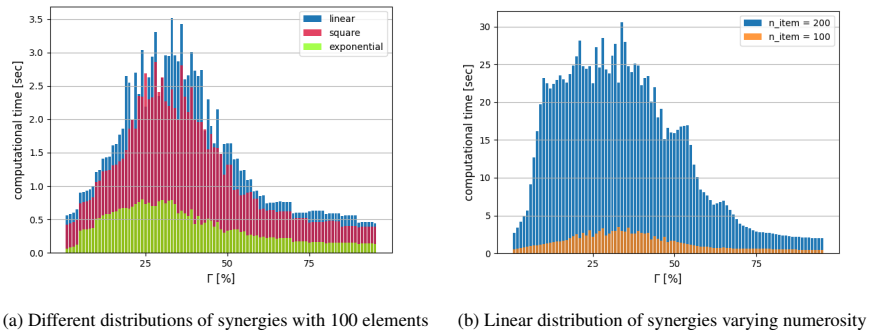 3.5
3.0
2.5
2.0
1.5
1.0
0.5
0.0
computational time [sec]
linear
square
exponential
25
75
Γ [%]
30
25
20
15
10
5
0
computational time [sec]
n_item = 200
n_item = 100
25
50
75
Γ [%]
(a) Different distributions of synergies with 100 elements
(b) Linear distribution of synergies varying numerosity